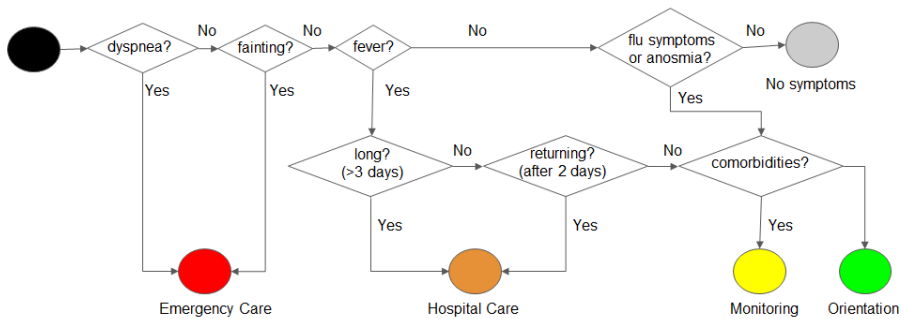 dyspnea?
No
fainting?
No
fever?
No
flu symptoms
or anosmia?
No
No symptoms
Yes
Yes
Yes
Yes
long?
(>3 days)
No
returning?
(after 2 days)
No
comorbidities?
Yes
Yes
Yes
Emergency Care
Hospital Care
Monitoring
Orientation